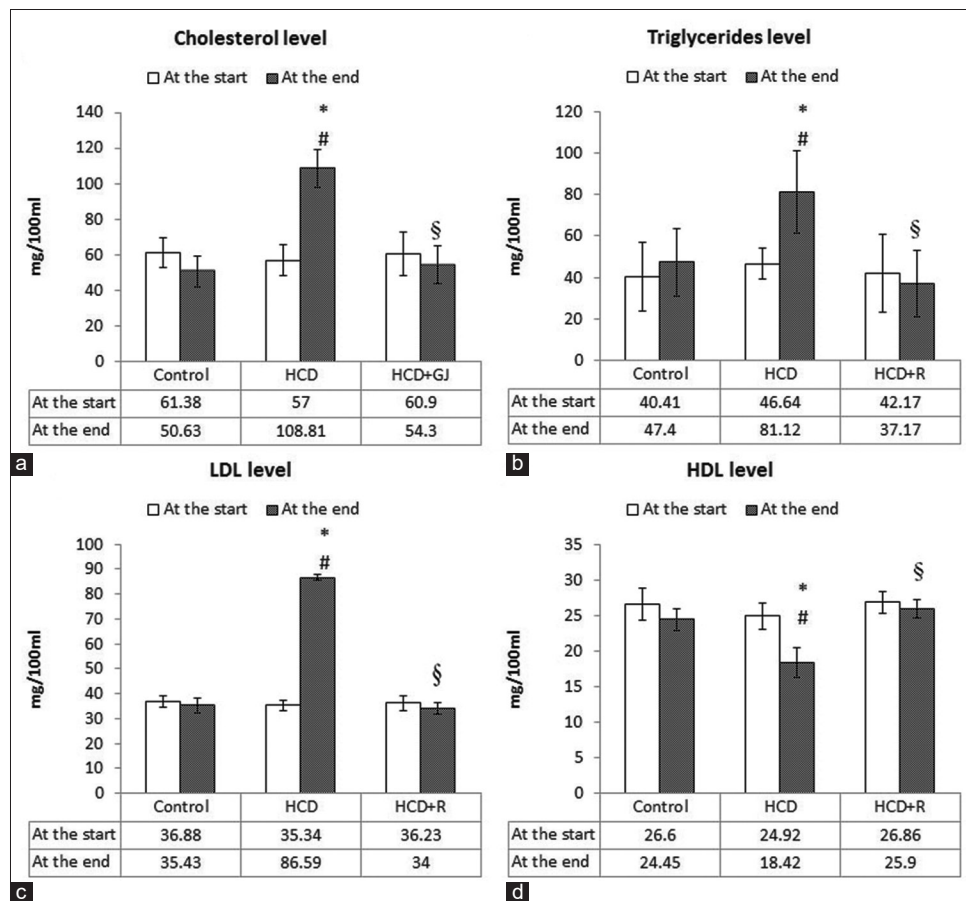 Cholesterol level
At the start At the end
*
#
§
140
120
100
80
60
40
20
0
mg/100ml
Control HCD HCD+GJ
At the start 61.38 57 60.9
At the end 50.63 108.81 54.3
a
Triglycerides level
At the start At the end
*
#
§
120
100
80
60
40
20
0
mg/100ml
Control HCD HCD+R
At the start 40.41 46.64 42.17
At the end 47.4 81.12 37.17
b
LDL level
At the start At the end
*
#
§
100
90
80
70
60
50
40
30
20
10
0
mg/100ml
Control HCD HCD+R
At the start 36.88 35.34 36.23
At the end 35.43 86.59 34
c
HDL level
At the start At the end
*
#
§
35
30
25
20
15
10
5
0
mg/100ml
Control HCD HCD+R
At the start 26.6 24.92 26.86
At the end 24.45 18.42 25.9
d